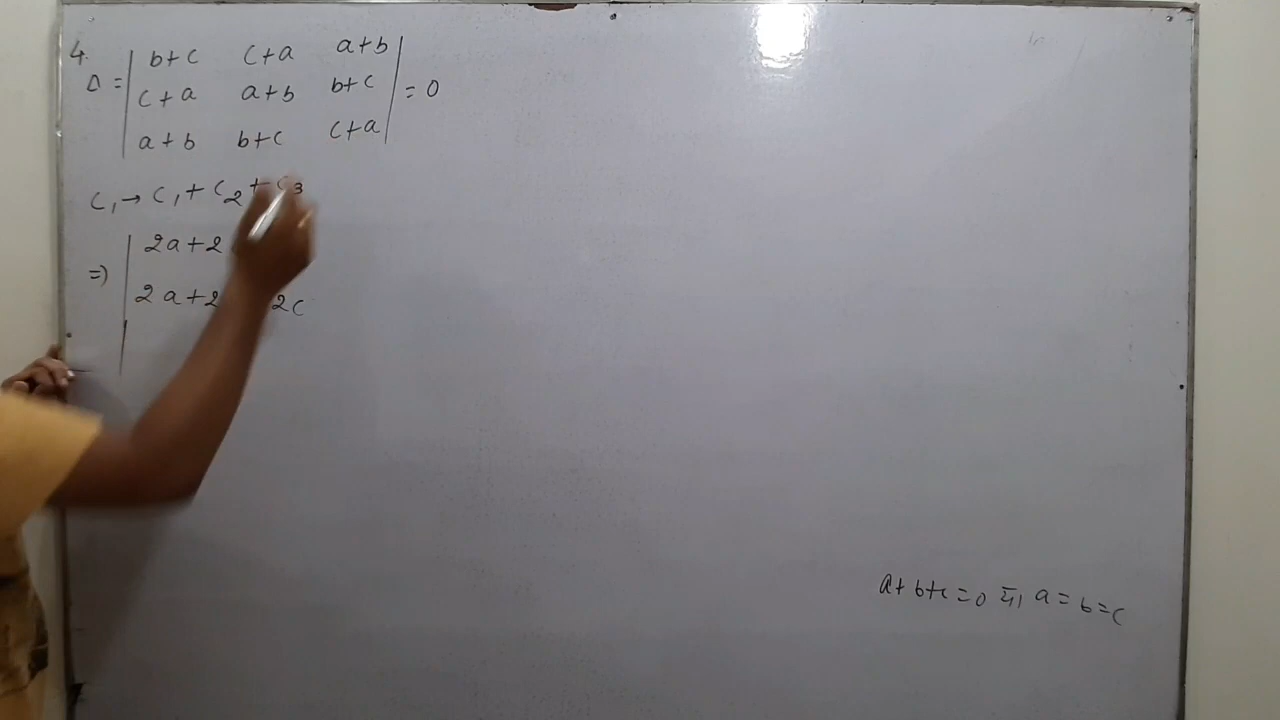 4.
Δ = | b+c c+a a+b |
| c+a a+b b+c | = 0
| a+b b+c c+a |
C₁ → C₁ + C₂ + C₃
⇒ | 2a+2
2a+2 2c
a+b+c=0 या a=b=c